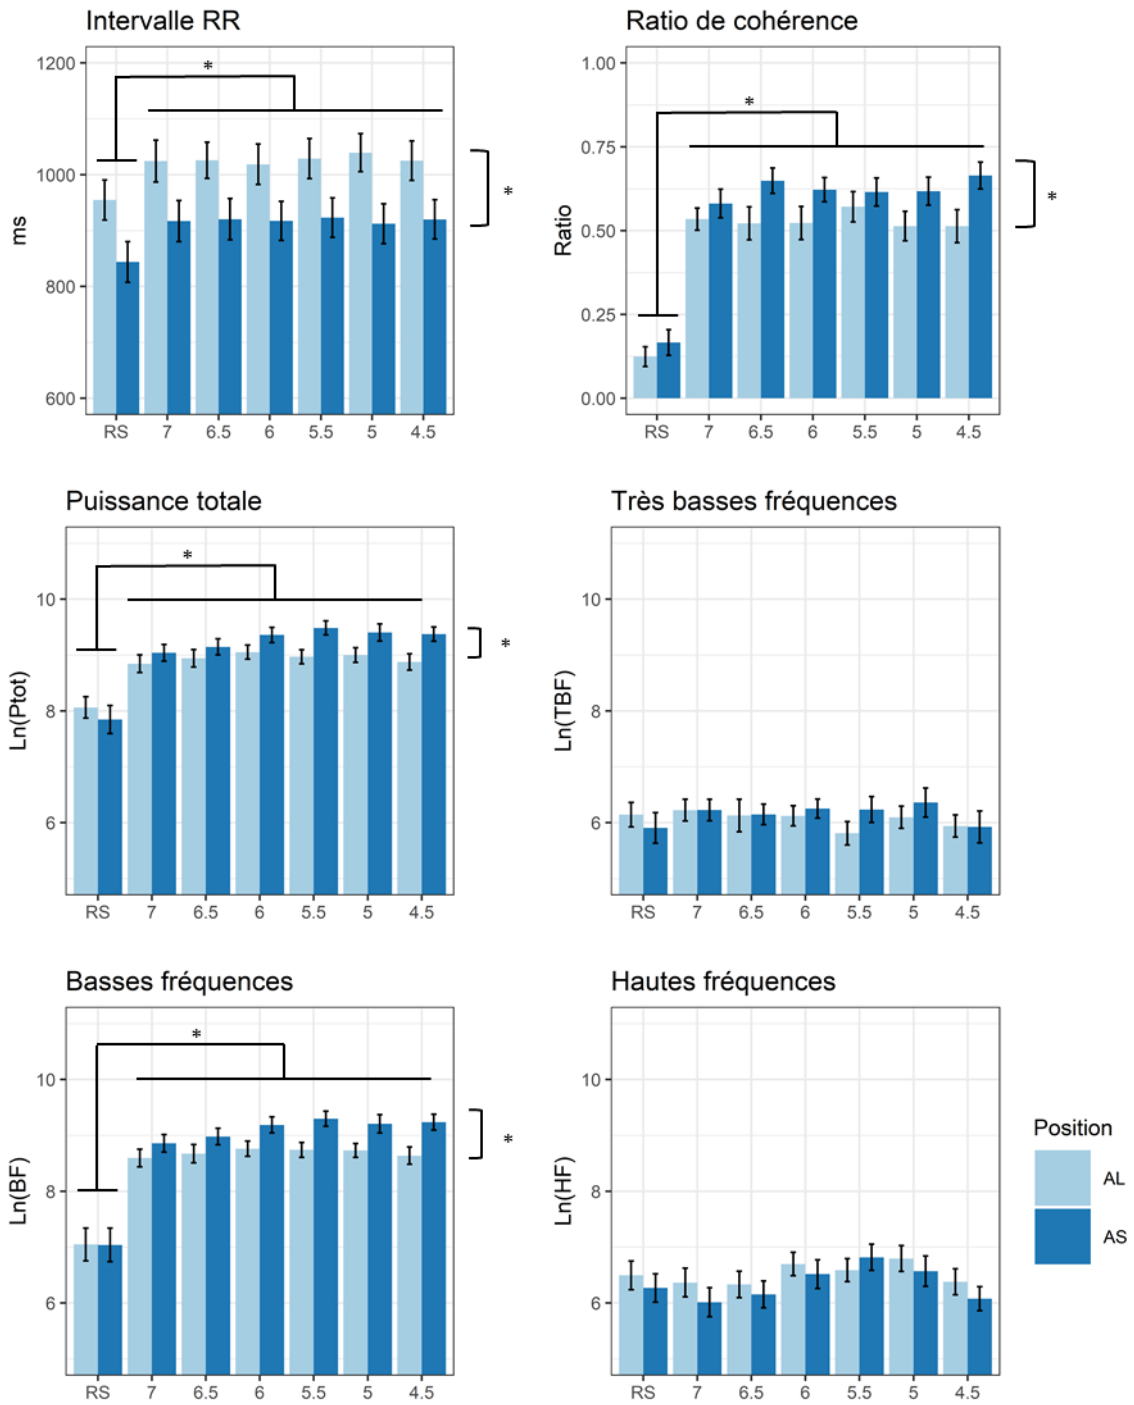 Intervalle RR
1200
1000
800
600
ms
*
*
RS 7 6.5 6 5.5 5 4.5
Ratio de cohérence
1.00
0.75
0.50
0.25
0.00
Ratio
*
*
RS 7 6.5 6 5.5 5 4.5
Puissance totale
10
8
6
Ln(Ptot)
*
*
RS 7 6.5 6 5.5 5 4.5
Très basses fréquences
10
8
6
Ln(TBF)
RS 7 6.5 6 5.5 5 4.5
Basses fréquences
10
8
6
Ln(BF)
*
*
RS 7 6.5 6 5.5 5 4.5
Hautes fréquences
10
8
6
Ln(HF)
RS 7 6.5 6 5.5 5 4.5
Position
AL
AS